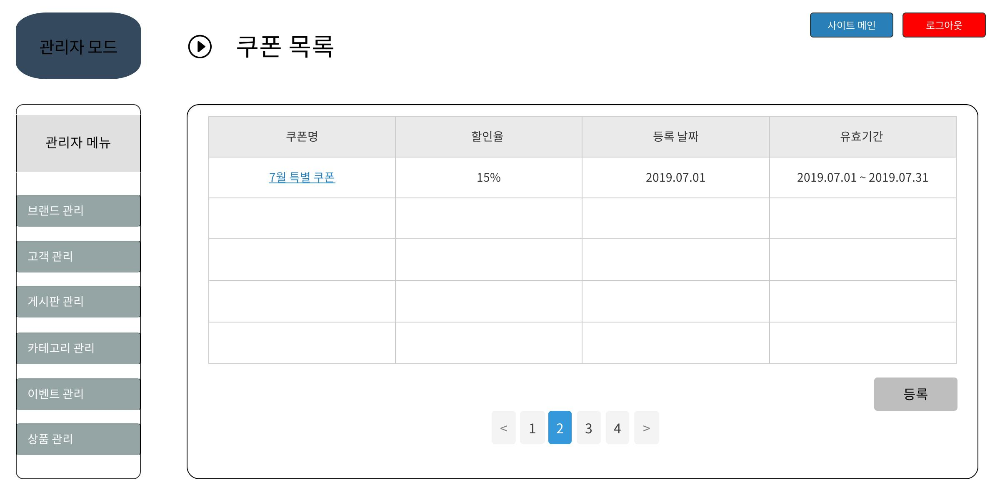 관리자 모드
쿠폰 목록
사이트 메인
로그아웃
관리자 메뉴
브랜드 관리
고객 관리
게시판 관리
카테고리 관리
이벤트 관리
상품 관리
쿠폰명 할인율 등록 날짜 유효기간
7월 특별 쿠폰 15% 2019.07.01 2019.07.01 ~ 2019.07.31
등록
< 1 2 3 4 >